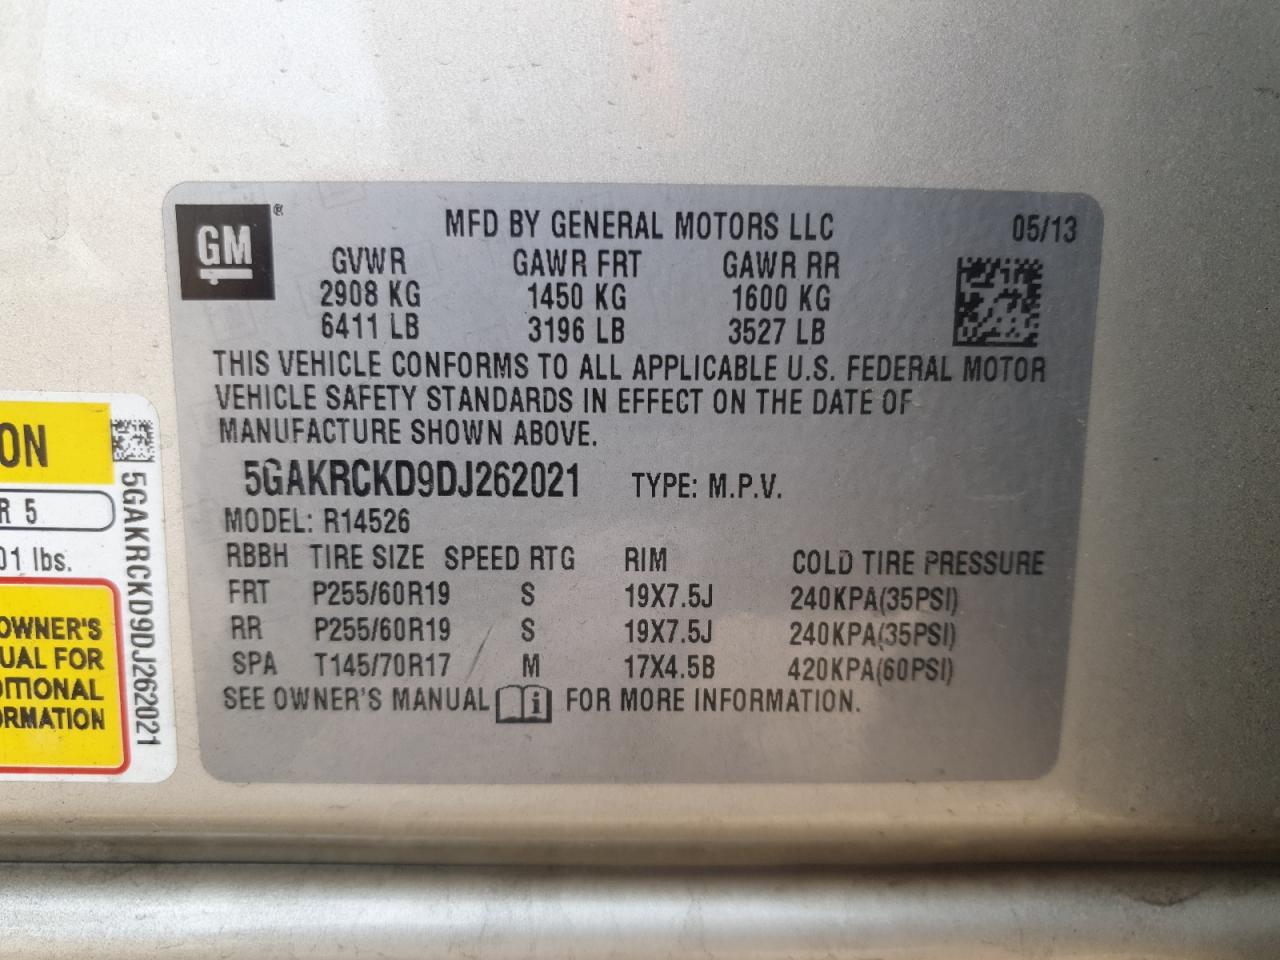 GM
®
MFD BY GENERAL MOTORS LLC 05/13
GVWR GAWR FRT GAWR RR
2908 KG 1450 KG 1600 KG
6411 LB 3196 LB 3527 LB
THIS VEHICLE CONFORMS TO ALL APPLICABLE U.S. FEDERAL MOTOR
VEHICLE SAFETY STANDARDS IN EFFECT ON THE DATE OF
MANUFACTURE SHOWN ABOVE.
5GAKRCKD9DJ262021 TYPE: M.P.V.
MODEL: R14526
RBBH TIRE SIZE SPEED RTG RIM COLD TIRE PRESSURE
FRT P255/60R19 S 19X7.5J 240KPA(35PSI)
RR P255/60R19 S 19X7.5J 240KPA(35PSI)
SPA T145/70R17 M 17X4.5B 420KPA(60PSI)
SEE OWNER'S MANUAL i FOR MORE INFORMATION.
ON
R 5
01 lbs.
OWNER'S
UAL FOR
DITIONAL
ORMATION
5GAKRCKD9DJ262021